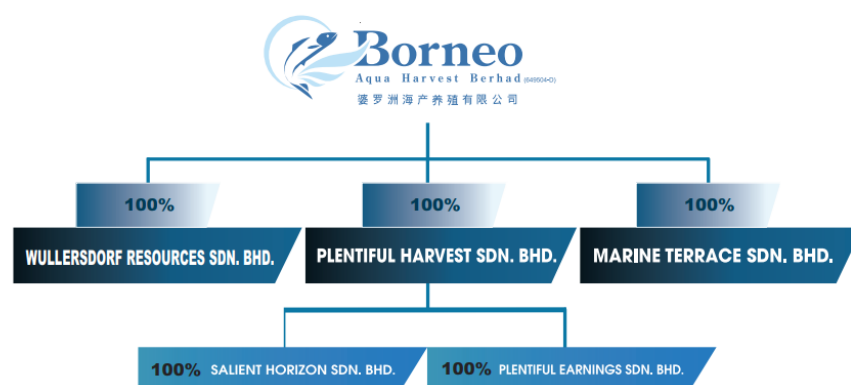 Borneo
Aqua Harvest Berhad (649504-D)
婆罗洲海产养殖有限公司
100%
100%
100%
WULLERSDORF RESOURCES SDN. BHD.
PLENTIFUL HARVEST SDN. BHD.
MARINE TERRACE SDN. BHD.
100% SALIENT HORIZON SDN. BHD.
100% PLENTIFUL EARNINGS SDN. BHD.